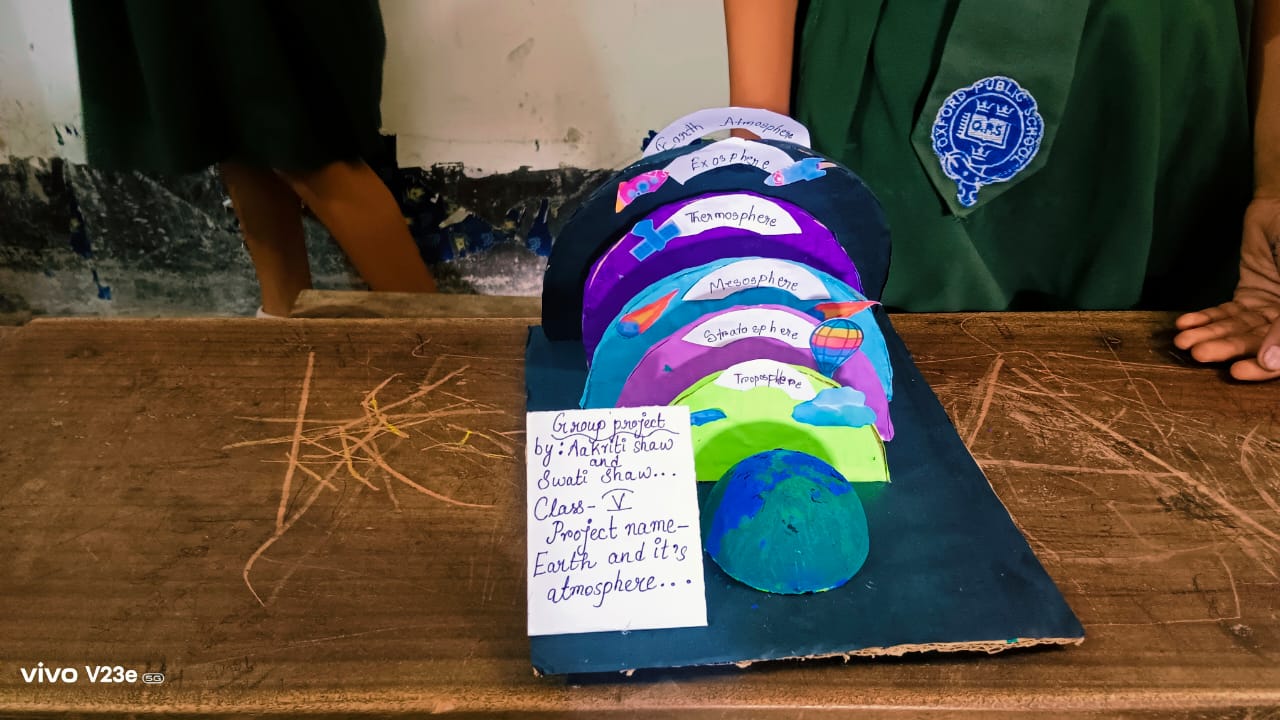 Earth Atmosphere
Exosphere
Thermosphere
Mesosphere
Stratosphere
Troposphere
Group project
by: Aakriti Shaw
and
Swati Shaw...
Class- V
Project name-
Earth and it's
atmosphere...
OXFORD PUBLIC SCHOOL
O.P.S
vivo V23e 5G